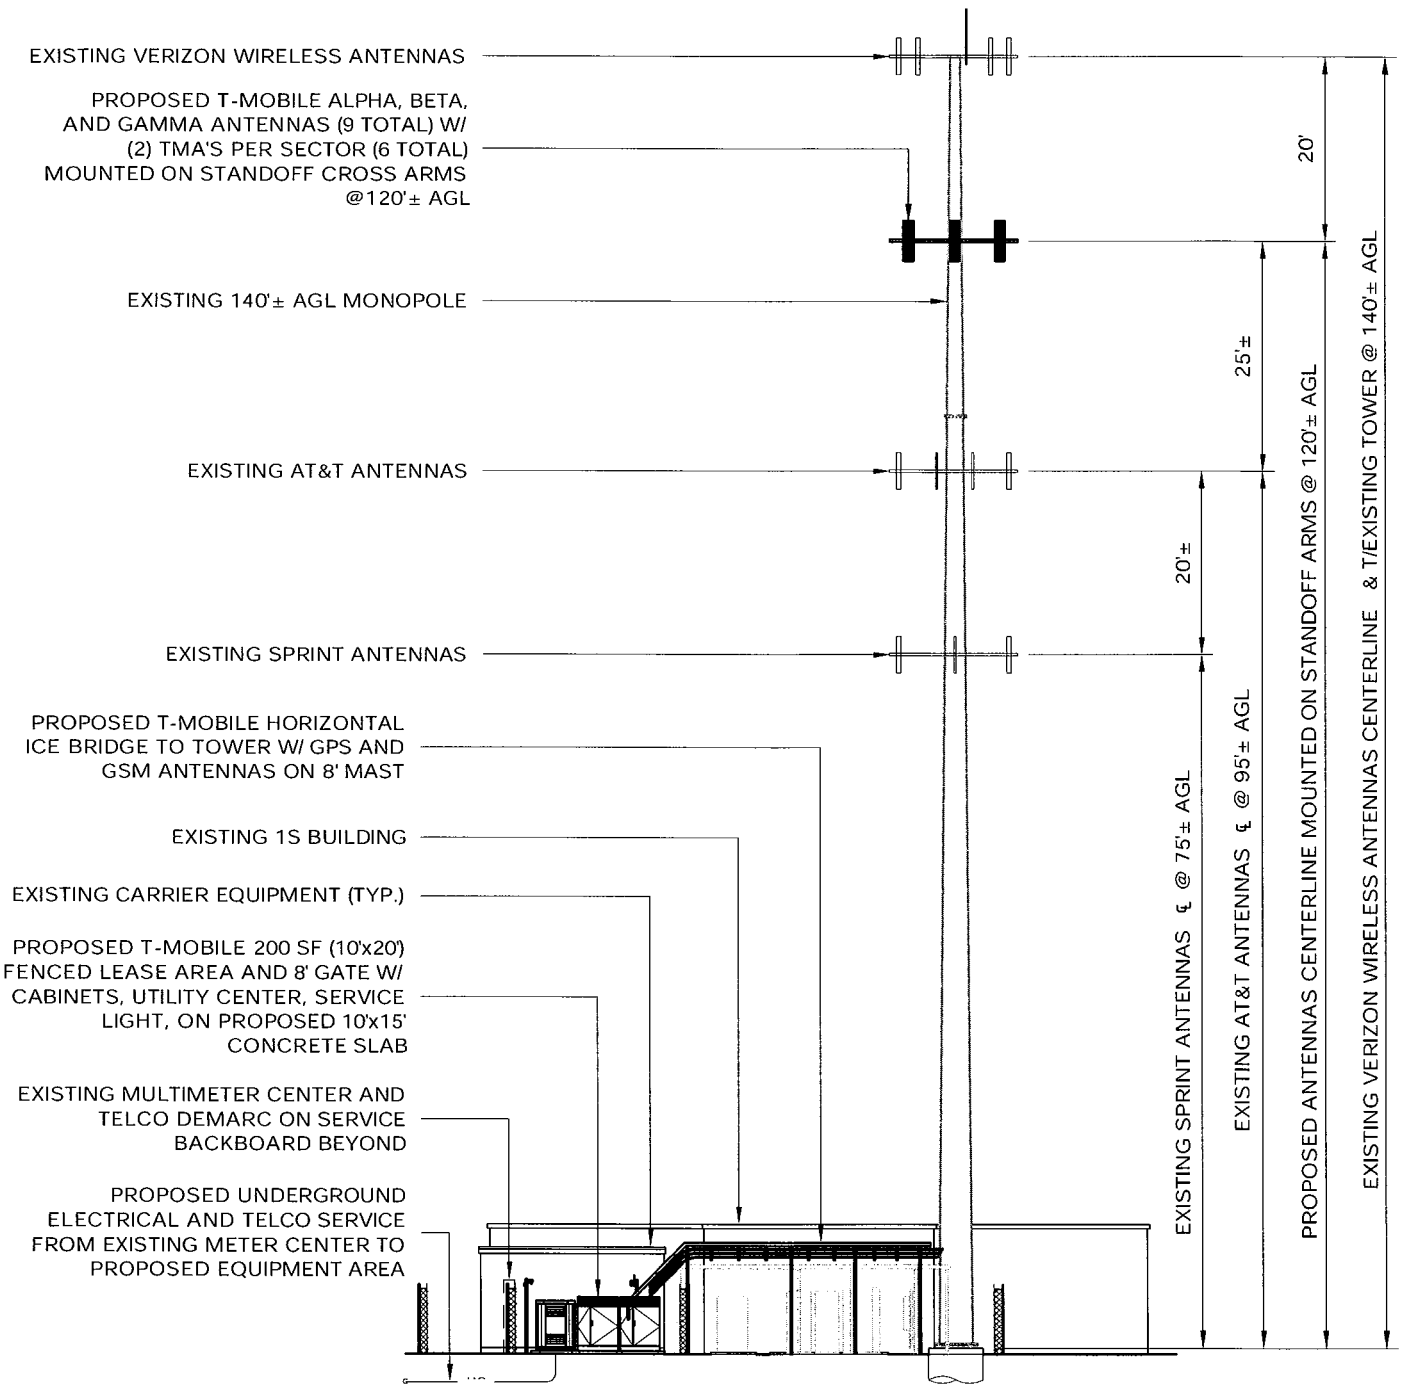 EXISTING VERIZON WIRELESS ANTENNAS
PROPOSED T-MOBILE ALPHA, BETA,
AND GAMMA ANTENNAS (9 TOTAL) W/
(2) TMA'S PER SECTOR (6 TOTAL)
MOUNTED ON STANDOFF CROSS ARMS
@120'± AGL
EXISTING 140'± AGL MONOPOLE
EXISTING AT&T ANTENNAS
EXISTING SPRINT ANTENNAS
PROPOSED T-MOBILE HORIZONTAL
ICE BRIDGE TO TOWER W/ GPS AND
GSM ANTENNAS ON 8' MAST
EXISTING 1S BUILDING
EXISTING CARRIER EQUIPMENT (TYP.)
PROPOSED T-MOBILE 200 SF (10'x20')
FENCED LEASE AREA AND 8' GATE W/
CABINETS, UTILITY CENTER, SERVICE
LIGHT, ON PROPOSED 10'x15'
CONCRETE SLAB
EXISTING MULTIMETER CENTER AND
TELCO DEMARC ON SERVICE
BACKBOARD BEYOND
PROPOSED UNDERGROUND
ELECTRICAL AND TELCO SERVICE
FROM EXISTING METER CENTER TO
PROPOSED EQUIPMENT AREA
20'±
EXISTING SPRINT ANTENNAS ℄ @ 75'± AGL
25'±
EXISTING AT&T ANTENNAS ℄ @ 95'± AGL
20'
PROPOSED ANTENNAS CENTERLINE MOUNTED ON STANDOFF ARMS @ 120'± AGL
EXISTING VERIZON WIRELESS ANTENNAS CENTERLINE & T/EXISTING TOWER @ 140'± AGL